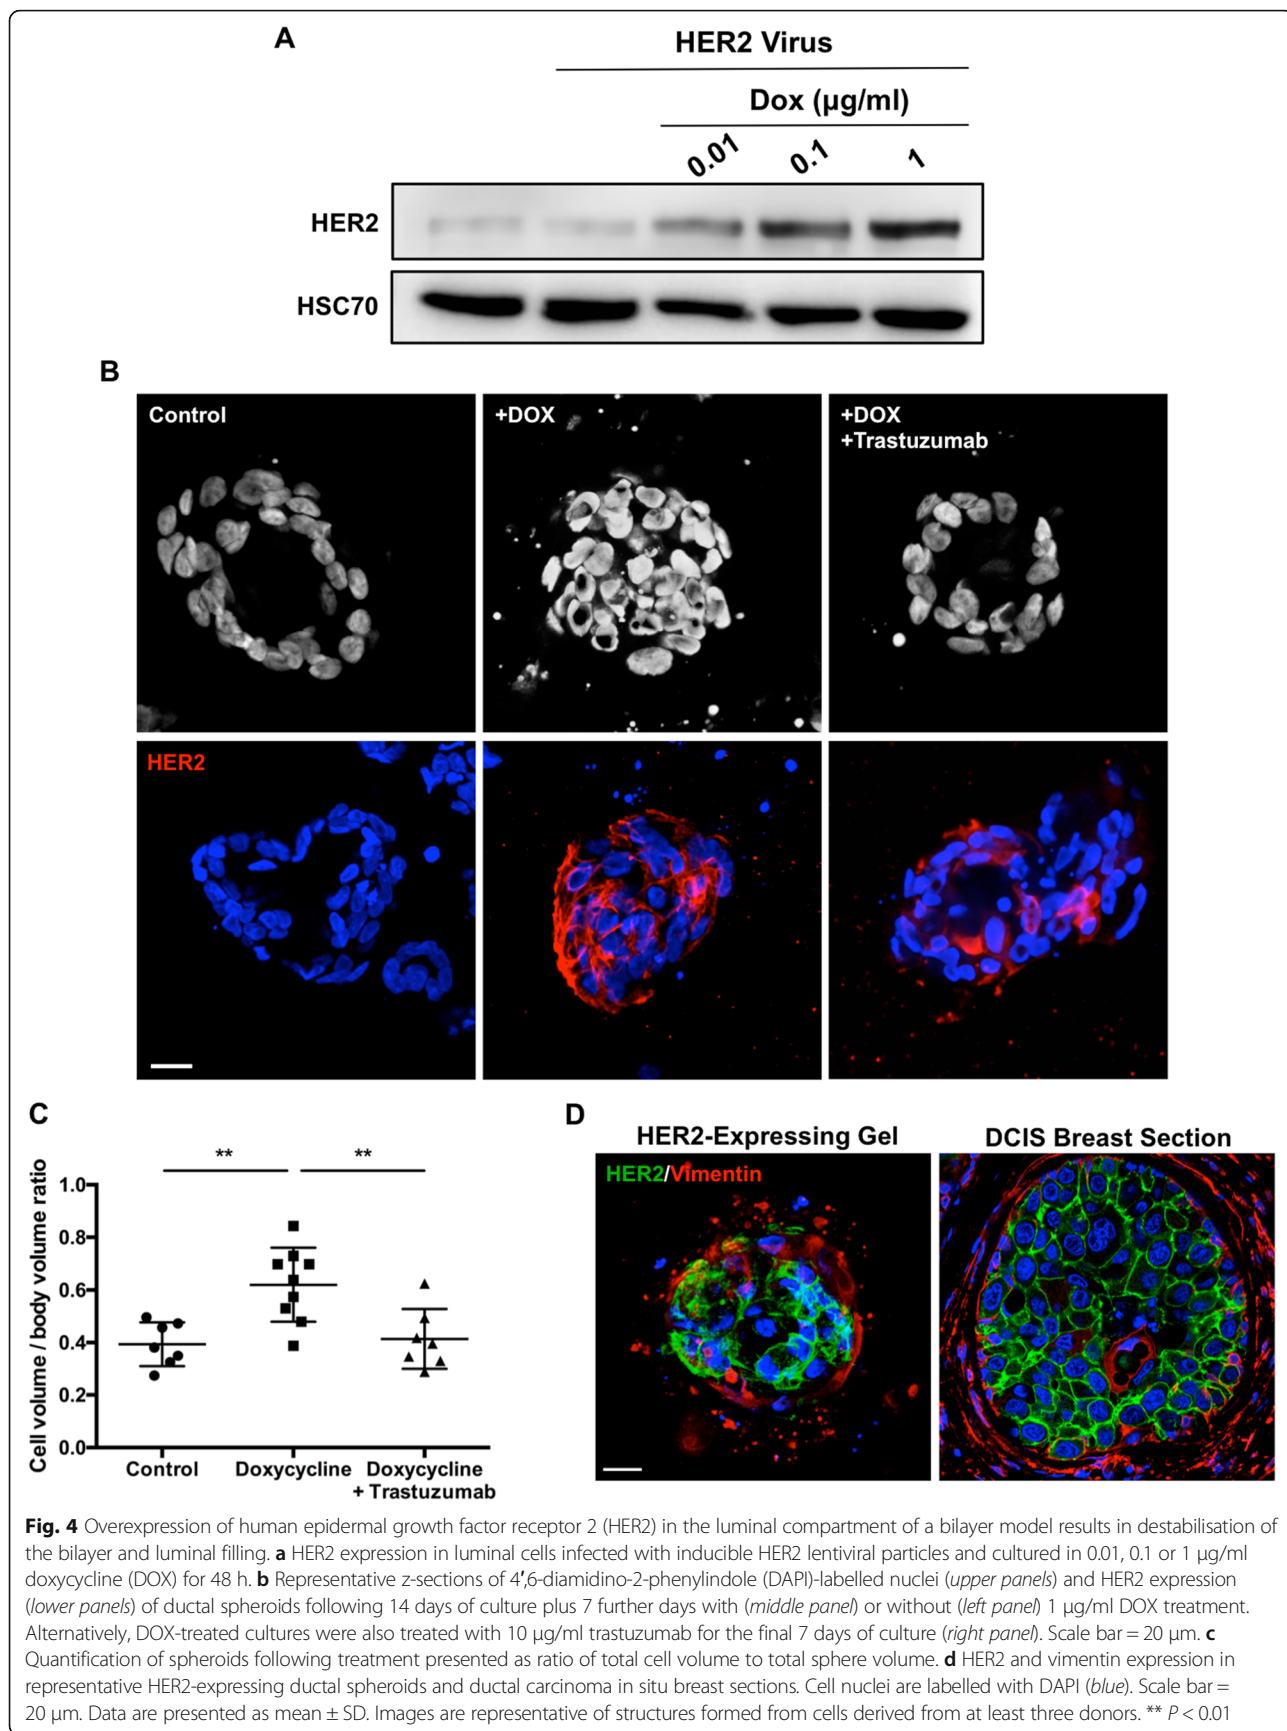 A
HER2 Virus
Dox (µg/ml)
0.01 0.1 1
HER2
HSC70
B
Control
+DOX
+DOX
+Trastuzumab
HER2
C
** **
Cell volume / body volume ratio
1.0
0.8
0.6
0.4
0.2
0.0
Control
Doxycycline
Doxycycline
+ Trastuzumab
D
HER2-Expressing Gel
DCIS Breast Section
HER2/Vimentin
Fig. 4 Overexpression of human epidermal growth factor receptor 2 (HER2) in the luminal compartment of a bilayer model results in destabilisation of
the bilayer and luminal filling. a HER2 expression in luminal cells infected with inducible HER2 lentiviral particles and cultured in 0.01, 0.1 or 1 µg/ml
doxycycline (DOX) for 48 h. b Representative z-sections of 4′,6-diamidino-2-phenylindole (DAPI)-labelled nuclei (upper panels) and HER2 expression
(lower panels) of ductal spheroids following 14 days of culture plus 7 further days with (middle panel) or without (left panel) 1 µg/ml DOX treatment.
Alternatively, DOX-treated cultures were also treated with 10 µg/ml trastuzumab for the final 7 days of culture (right panel). Scale bar = 20 µm. c
Quantification of spheroids following treatment presented as ratio of total cell volume to total sphere volume. d HER2 and vimentin expression in
representative HER2-expressing ductal spheroids and ductal carcinoma in situ breast sections. Cell nuclei are labelled with DAPI (blue). Scale bar =
20 µm. Data are presented as mean ± SD. Images are representative of structures formed from cells derived from at least three donors. ** P < 0.01